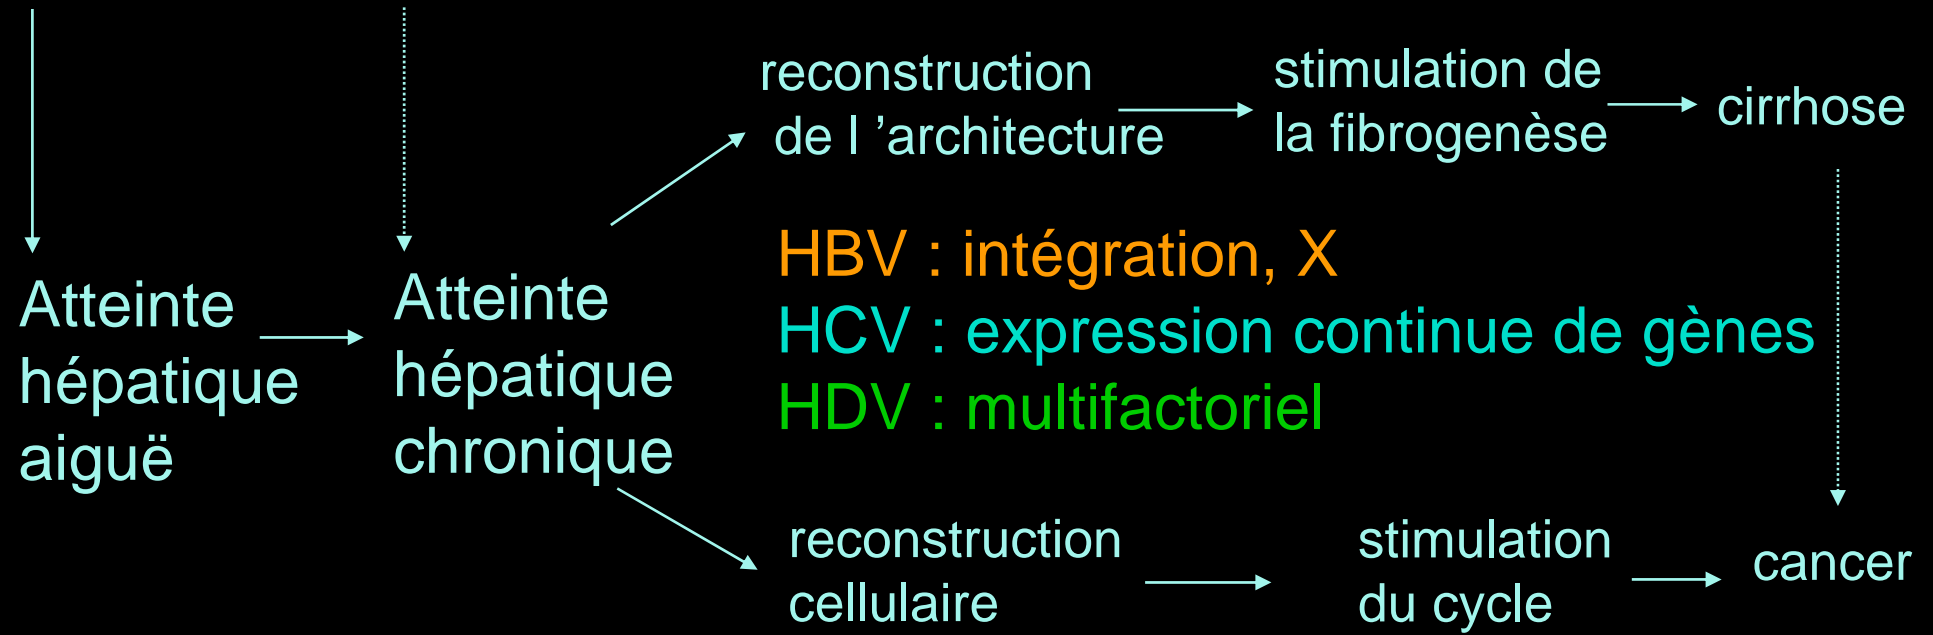 Atteinte
hépatique
aiguë
Atteinte
hépatique
chronique
reconstruction
de l ’architecture
stimulation de
la fibrogenèse
cirrhose
HBV : intégration, X
HCV : expression continue de gènes
HDV : multifactoriel
reconstruction
cellulaire
stimulation
du cycle
cancer